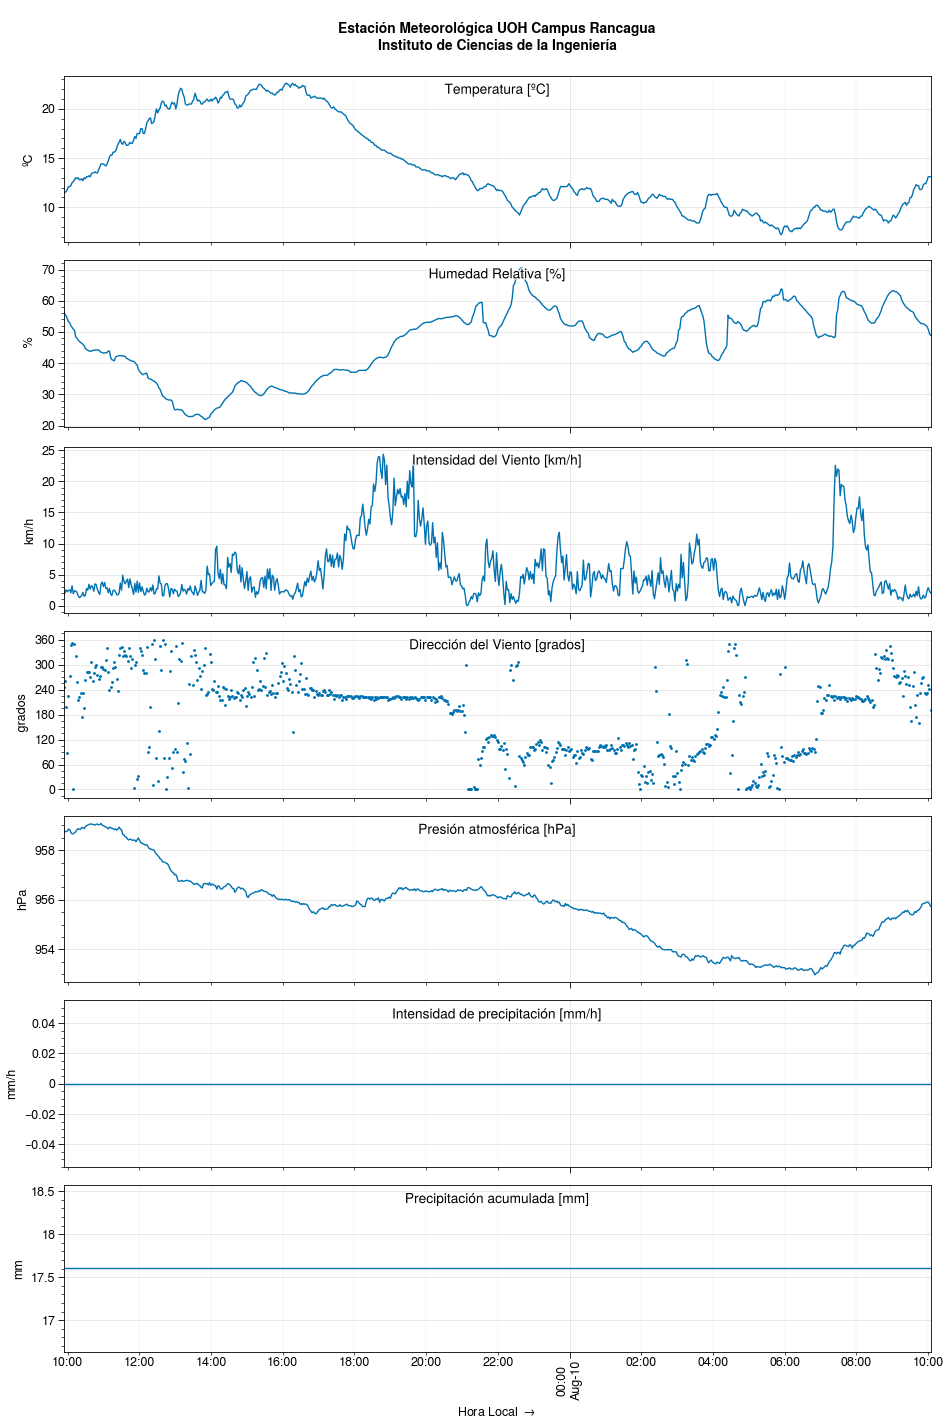 Estación Meteorológica UOH Campus Rancagua
Instituto de Ciencias de la Ingeniería
Temperatura [ºC]
ºC
20
15
10
Humedad Relativa [%]
%
70
60
50
40
30
20
Intensidad del Viento [km/h]
km/h
25
20
15
10
5
0
Dirección del Viento [grados]
grados
360
300
240
180
120
60
0
Presión atmosférica [hPa]
hPa
958
956
954
Intensidad de precipitación [mm/h]
mm/h
0.04
0.02
0
−0.02
−0.04
Precipitación acumulada [mm]
mm
18.5
18
17.5
17
10:00 12:00 14:00 16:00 18:00 20:00 22:00 00:00 02:00 04:00 06:00 08:00 10:00
Aug-10
Hora Local →